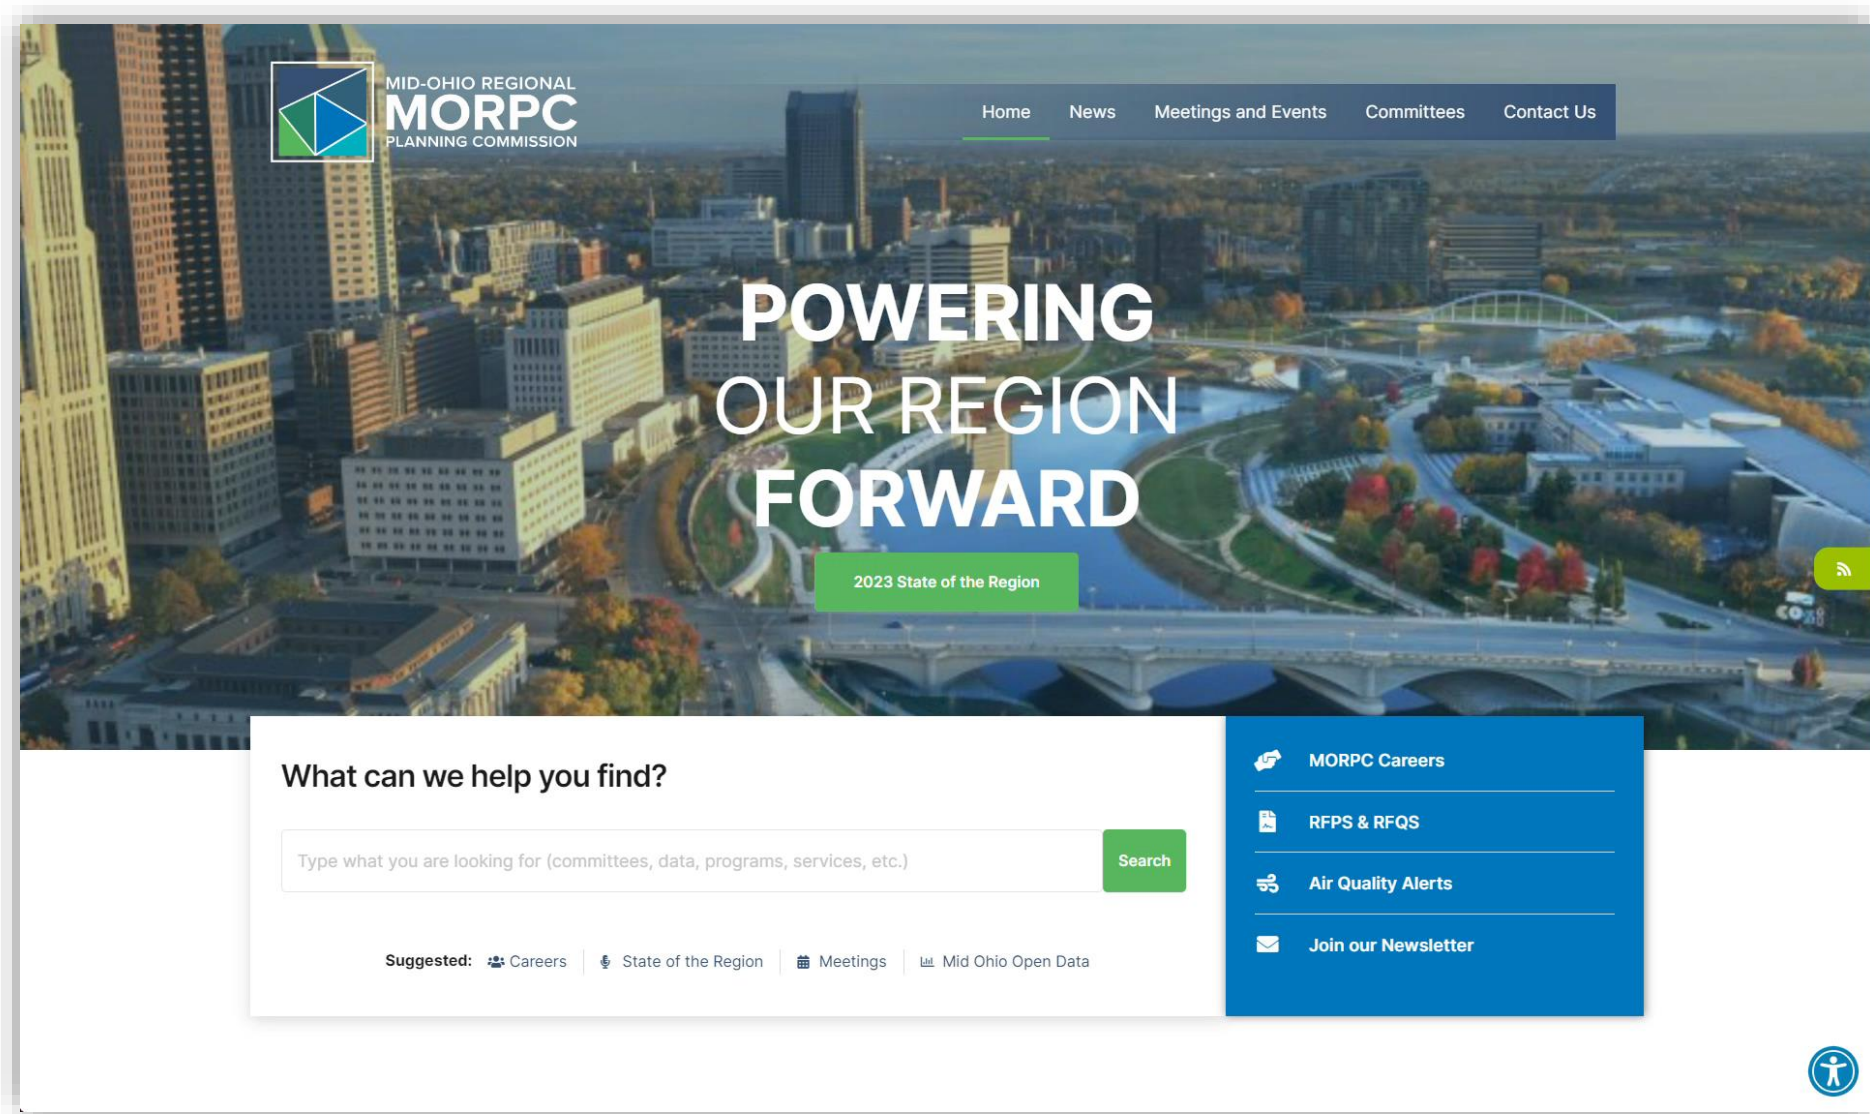 MID-OHIO REGIONAL
MORPC
PLANNING COMMISSION
Home
News
Meetings and Events
Committees
Contact Us
POWERING
OUR REGION
FORWARD
2023 State of the Region
What can we help you find?
Type what you are looking for (committees, data, programs, services, etc.)
Search
Suggested:
Careers
State of the Region
Meetings
Mid Ohio Open Data
MORPC Careers
RFPS & RFQS
Air Quality Alerts
Join our Newsletter